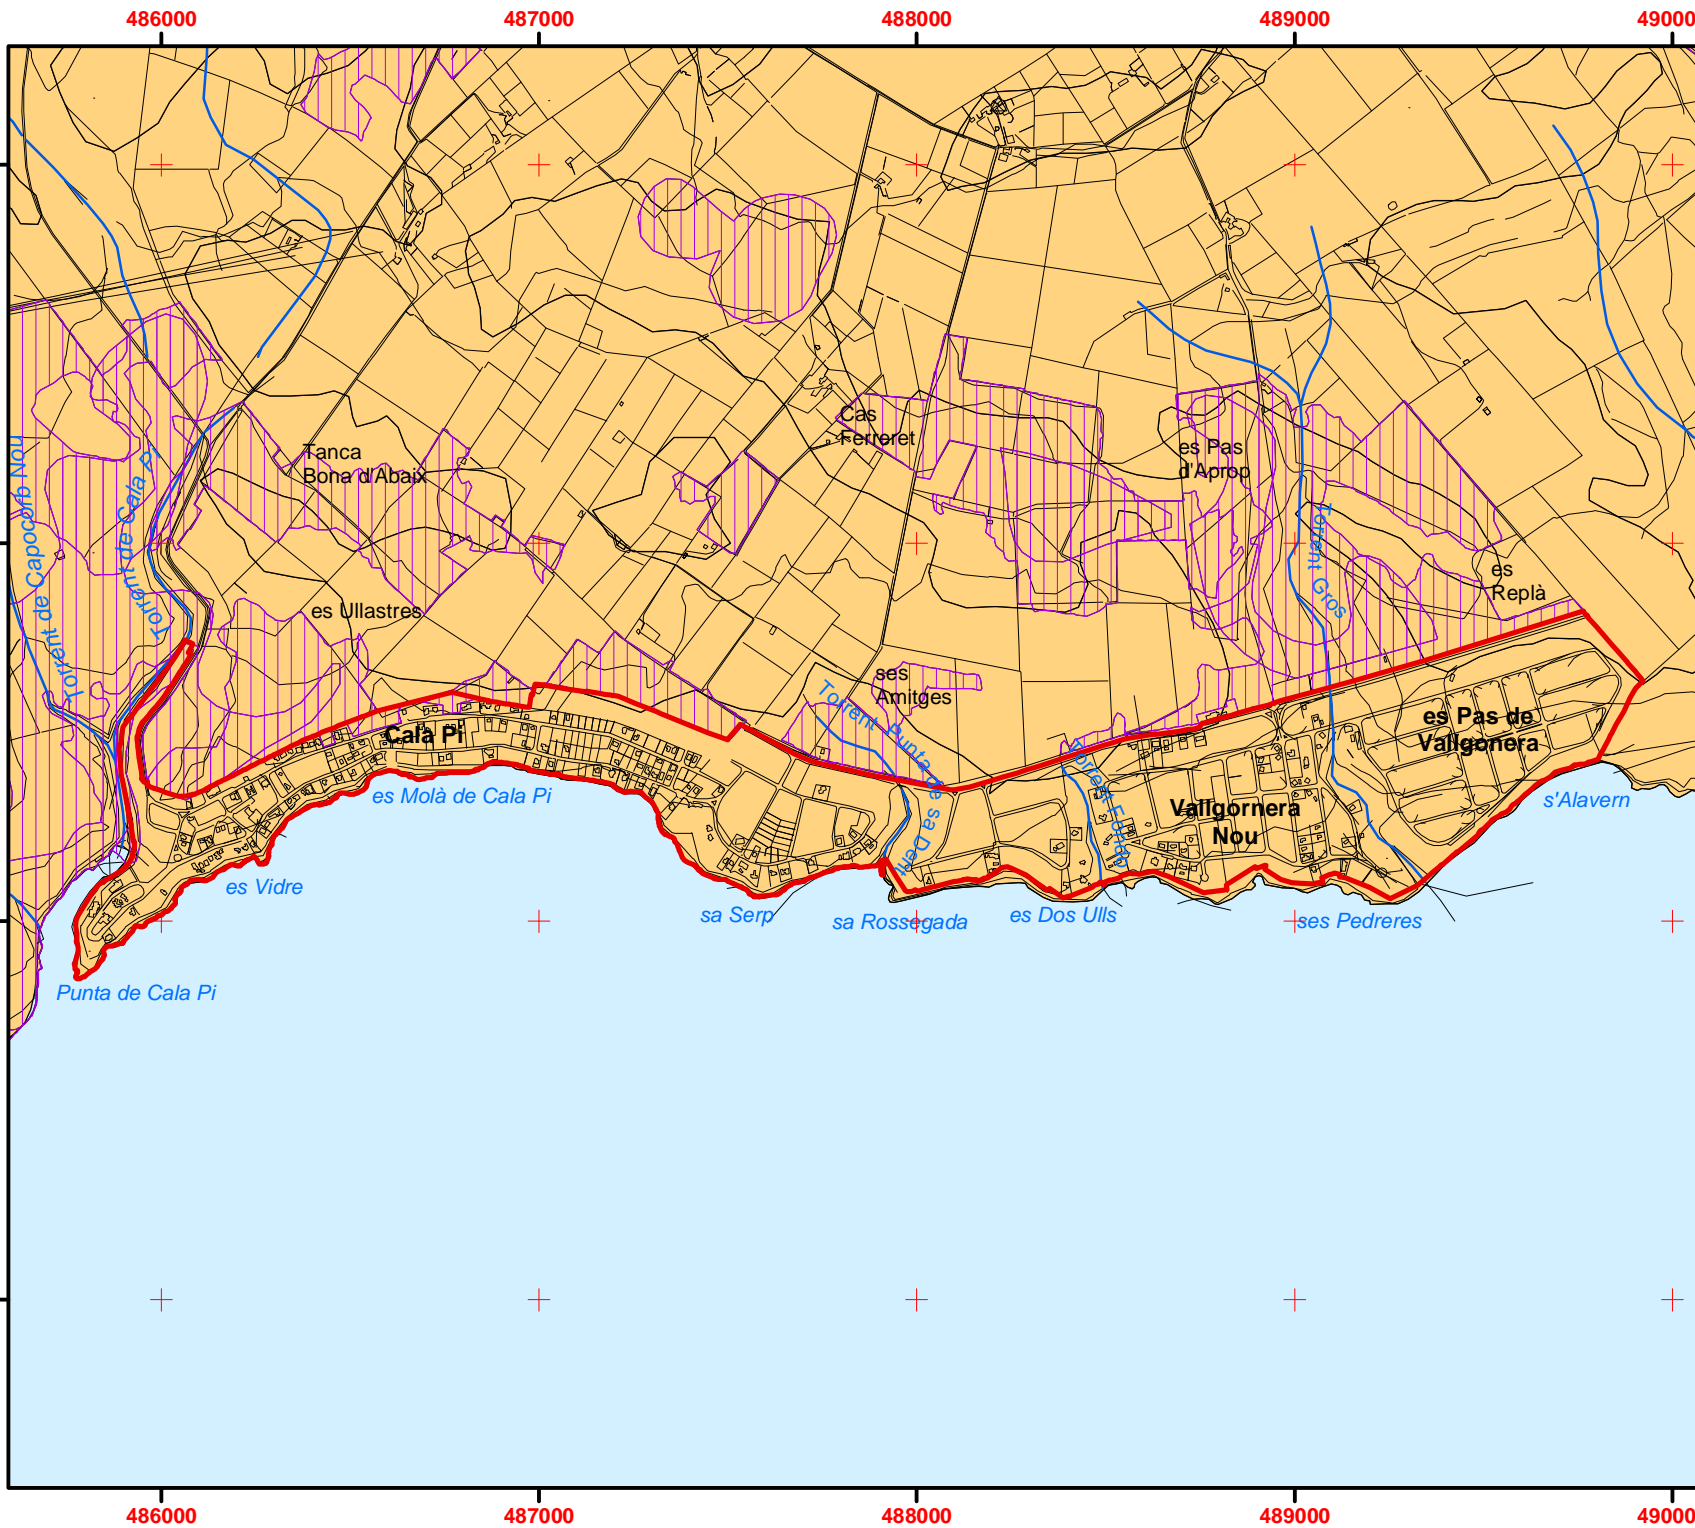 486000 487000 488000 489000 49000
Cas
Ferreret
Tanca
Bona d'Abaix
es Pas
d'Aprop
Torrent de Capocorb Nou
Torrent de Cala Pi
Torrent Gros
es
Replà
es Ullastres
ses
Amitges
Torrent Punta de sa Dent
Cala Pi
es Pas de
Vallgonera
Torrent Fondo
es Molà de Cala Pi
s'Alavern
Vallgornera
Nou
es Vidre
sa Serp
sa Rossegada
es Dos Ulls
ses Pedreres
Punta de Cala Pi
486000 487000 488000 489000 49000